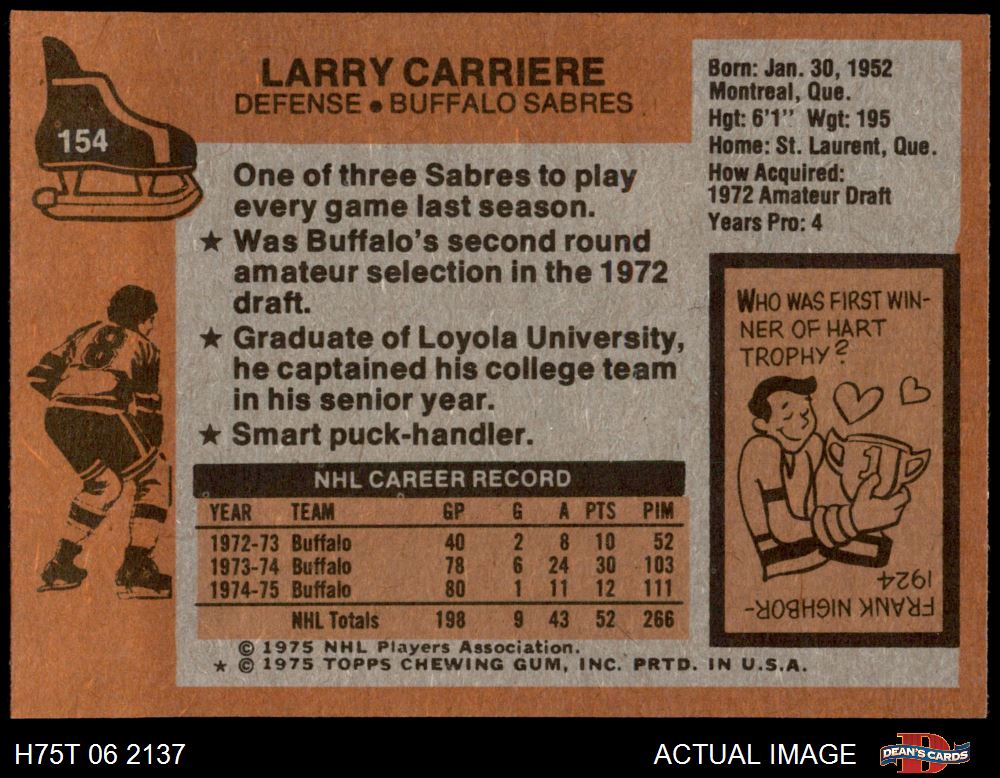 154
LARRY CARRIERE
DEFENSE ● BUFFALO SABRES
Born: Jan. 30, 1952
Montreal, Que.
Hgt: 6'1" Wgt: 195
Home: St. Laurent, Que.
How Acquired:
1972 Amateur Draft
Years Pro: 4
One of three Sabres to play
every game last season.
★ Was Buffalo's second round
amateur selection in the 1972
draft.
★ Graduate of Loyola University,
he captained his college team
in his senior year.
★ Smart puck-handler.
8
WHO WAS FIRST WIN-
NER OF HART
TROPHY?
1
FRANK NIGHBOR-
1924
NHL CAREER RECORD
YEAR TEAM GP G A PTS PIM
1972-73 Buffalo 40 2 8 10 52
1973-74 Buffalo 78 6 24 30 103
1974-75 Buffalo 80 1 11 12 111
NHL Totals 198 9 43 52 266
© 1975 NHL Players Association.
★ © 1975 TOPPS CHEWING GUM, INC. PRTD. IN U.S.A.
H75T 06 2137
ACTUAL IMAGE
D
DEAN'S CARDS